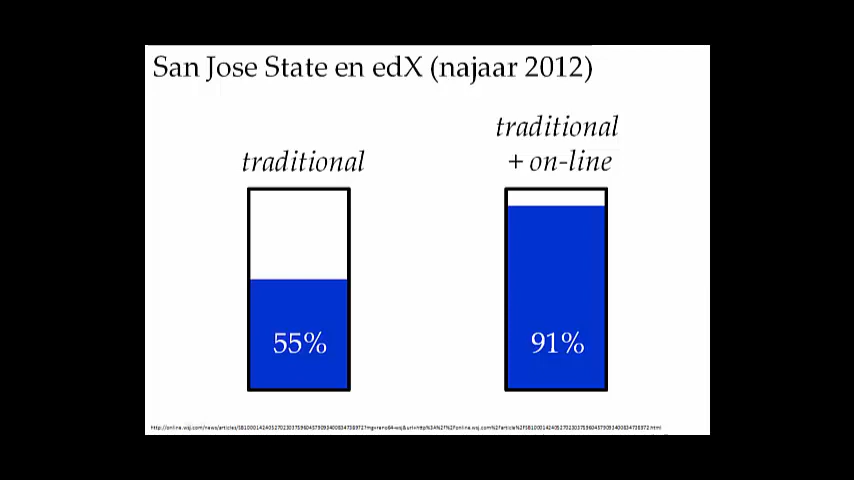 San Jose State en edX (najaar 2012)
traditional
traditional
+ on-line
55%
91%